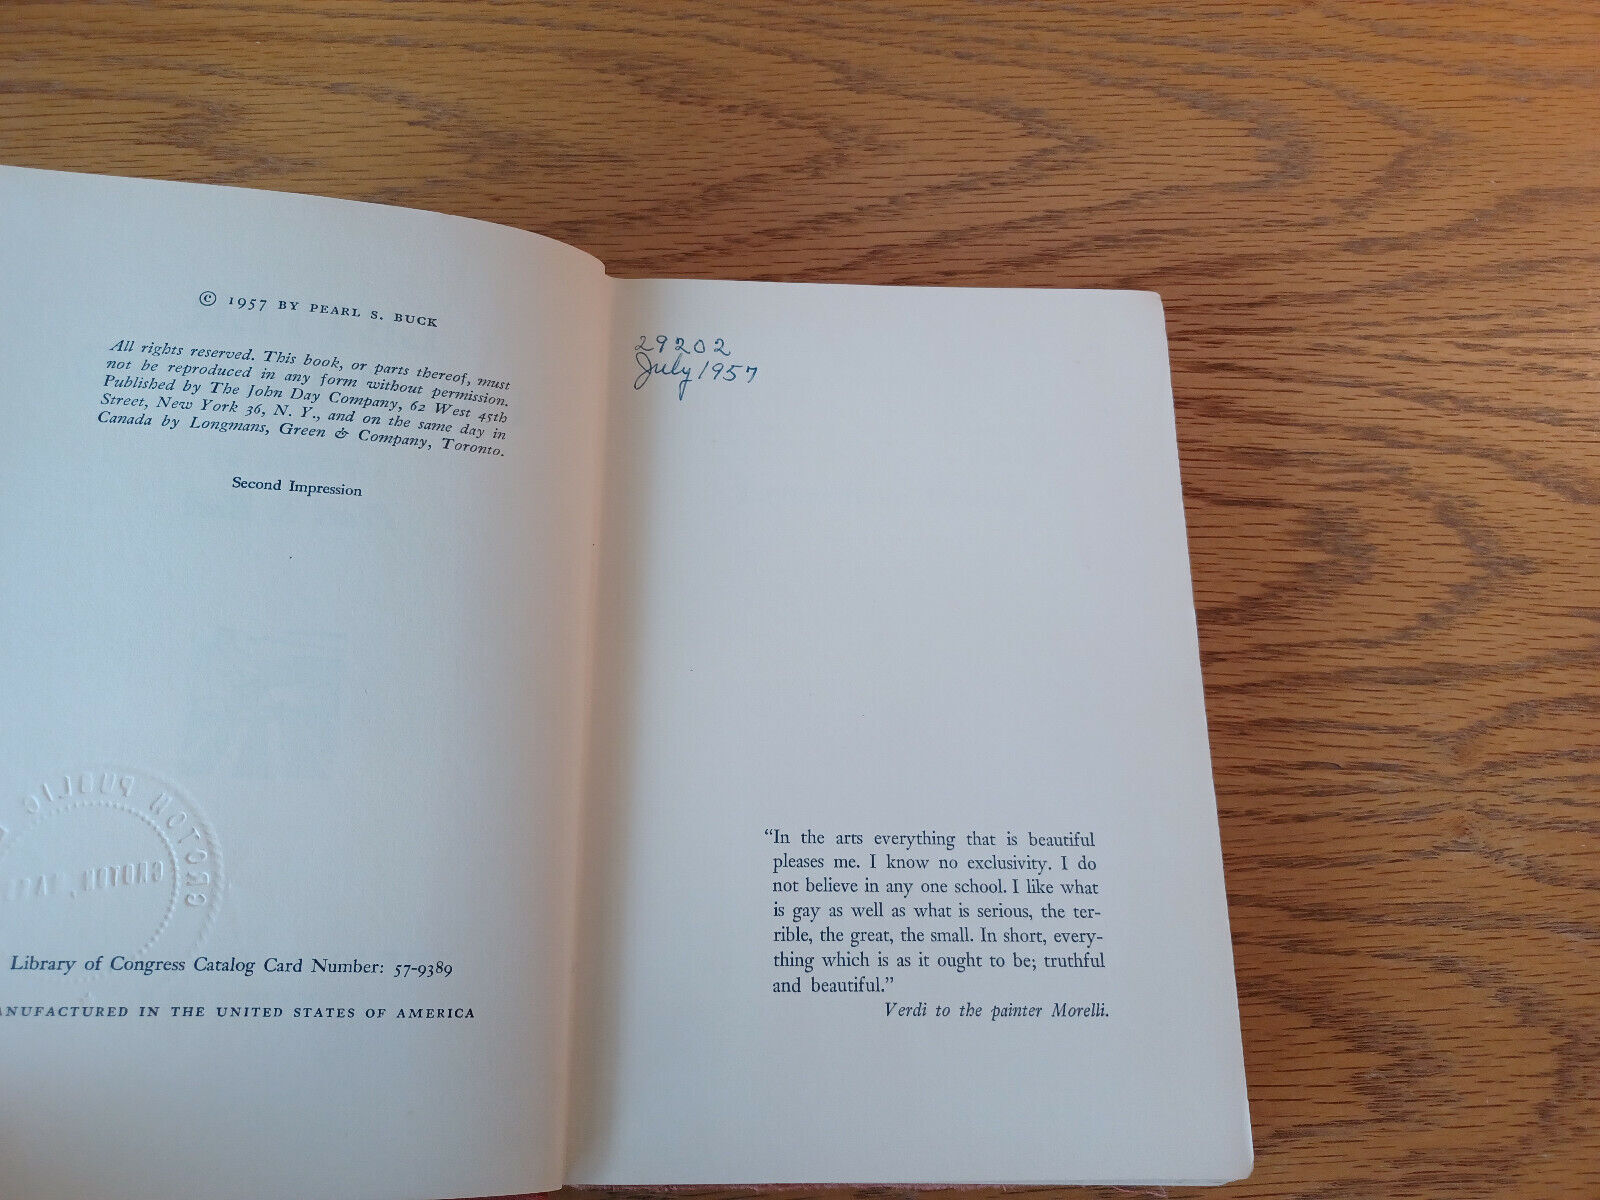 © 1957 BY PEARL S. BUCK
All rights reserved. This book, or parts thereof, must
not be reproduced in any form without permission.
Published by The John Day Company, 62 West 45th
Street, New York 36, N. Y., and on the same day in
Canada by Longmans, Green & Company, Toronto.
Second Impression
GROTON PUBLIC
GROTON,
Library of Congress Catalog Card Number: 57-9389
ANUFACTURED IN THE UNITED STATES OF AMERICA
29202
July 1957
“In the arts everything that is beautiful
pleases me. I know no exclusivity. I do
not believe in any one school. I like what
is gay as well as what is serious, the ter-
rible, the great, the small. In short, every-
thing which is as it ought to be; truthful
and beautiful.”
Verdi to the painter Morelli.